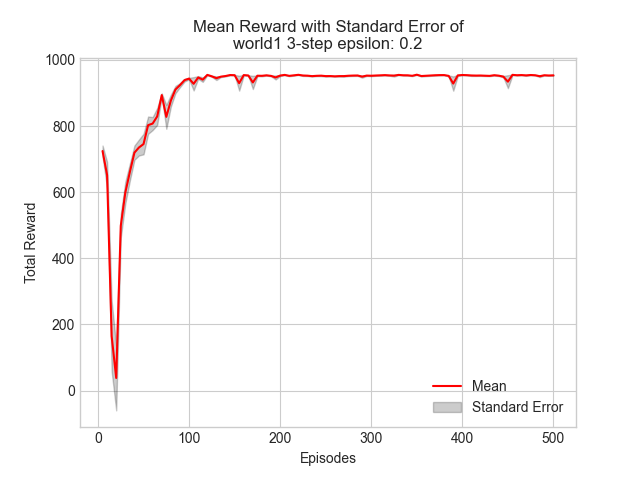 Mean Reward with Standard Error of
world1 3-step epsilon: 0.2
1000
800
600
400
200
0
Total Reward
Mean
Standard Error
0 100 200 300 400 500
Episodes